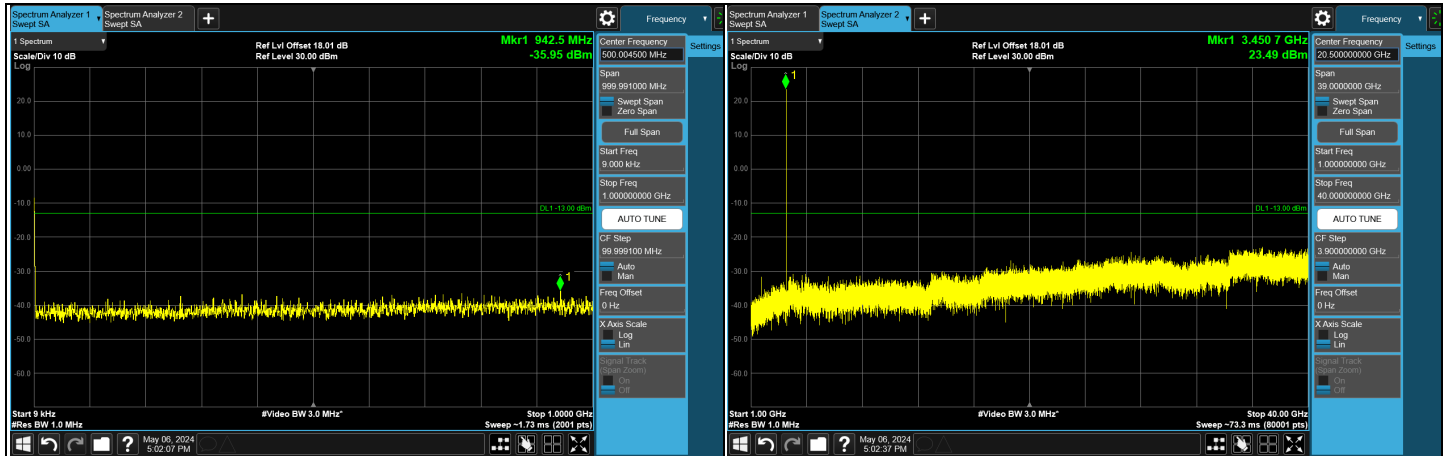 Spectrum Analyzer 1
Swept SA
Spectrum Analyzer 2
Swept SA
+
Frequency
1 Spectrum
Scale/Div 10 dB
Log
Ref Lvl Offset 18.01 dB
Ref Level 30.00 dBm
Mkr1 942.5 MHz
-35.95 dBm
1
20.0
10.0
0.00
-10.0
-20.0
-30.0
-40.0
-50.0
-60.0
DL1 -13.00 dBm
Start 9 kHz
#Res BW 1.0 MHz
#Video BW 3.0 MHz*
Stop 1.0000 GHz
Sweep ~1.73 ms (2001 pts)
Center Frequency
500.004500 MHz
Settings
Span
999.991000 MHz
Swept Span
Zero Span
Full Span
Start Freq
9.000 kHz
Stop Freq
1.000000000 GHz
AUTO TUNE
CF Step
99.999100 MHz
Auto
Man
Freq Offset
0 Hz
X Axis Scale
Log
Lin
Signal Track
(Span Zoom)
On
Off
?
May 06, 2024
5:02:07 PM
Spectrum Analyzer 1
Swept SA
Spectrum Analyzer 2
Swept SA
+
Frequency
1 Spectrum
Scale/Div 10 dB
Log
Ref Lvl Offset 18.01 dB
Ref Level 30.00 dBm
Mkr1 3.450 7 GHz
23.49 dBm
1
20.0
10.0
0.00
-10.0
-20.0
-30.0
-40.0
-50.0
-60.0
DL1 -13.00 dBm
Start 1.00 GHz
#Res BW 1.0 MHz
#Video BW 3.0 MHz*
Stop 40.00 GHz
Sweep ~73.3 ms (80001 pts)
Center Frequency
20.500000000 GHz
Settings
Span
39.0000000 GHz
Swept Span
Zero Span
Full Span
Start Freq
1.000000000 GHz
Stop Freq
40.000000000 GHz
AUTO TUNE
CF Step
3.900000000 GHz
Auto
Man
Freq Offset
0 Hz
X Axis Scale
Log
Lin
Signal Track
(Span Zoom)
On
Off
?
May 06, 2024
5:02:37 PM